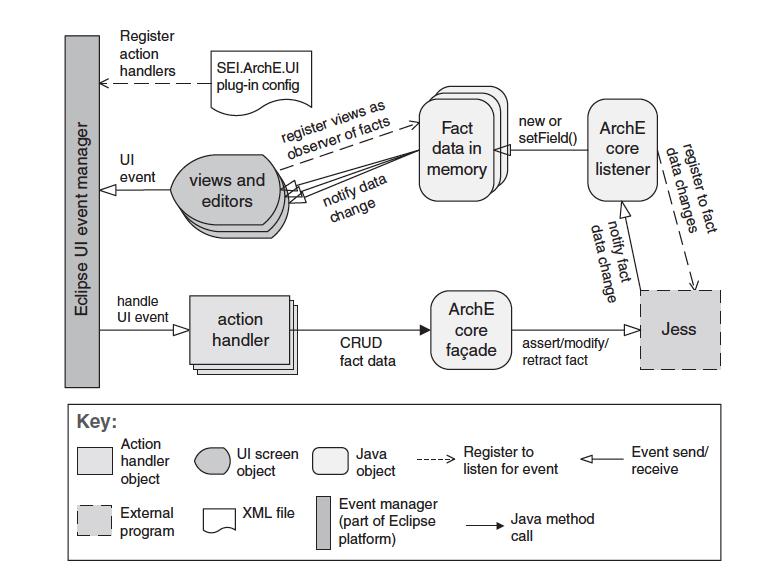 Register
action
handlers
SEI.ArchE.UI
plug-in config
Eclipse UI event manager
UI
event
views and
editors
register views as
observer of facts
notify data
change
Fact
data in
memory
new or
setField()
ArchE
core
listener
register to fact
data changes
notify fact
data change
handle
UI event
action
handler
CRUD
fact data
ArchE
core
façade
assert/modify/
retract fact
Jess
Key:
Action
handler
object
UI screen
object
Java
object
Register to
listen for event
Event send/
receive
External
program
XML file
Event manager
(part of Eclipse
platform)
Java method
call